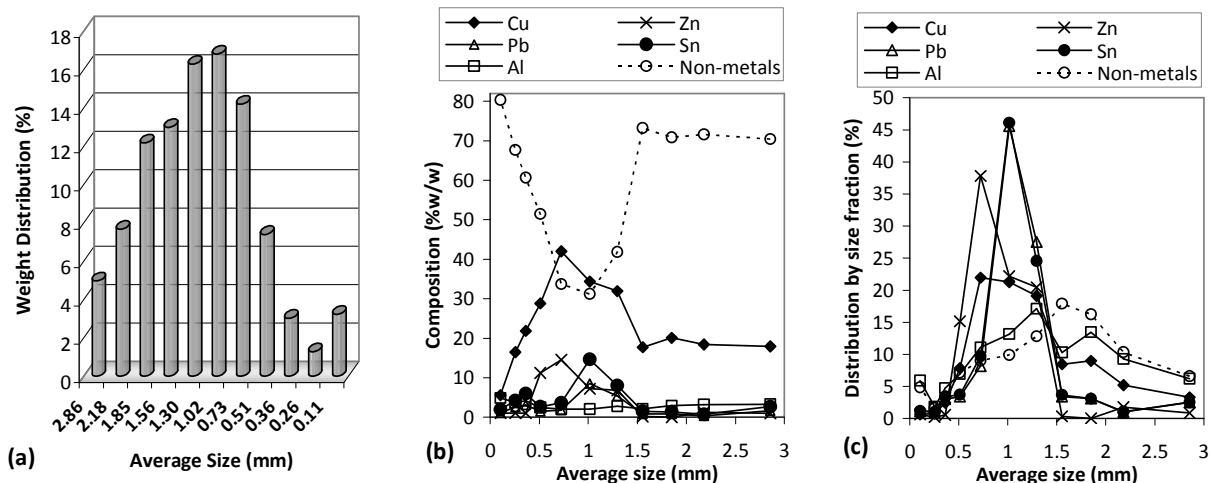 18
16
14
12
10
8
6
4
2
0
Weight Distribution (%)
2.86
2.18
1.85
1.56
1.30
1.02
0.73
0.51
0.36
0.26
0.11
Average Size (mm)
(a)
Cu Zn
Pb Sn
Al Non-metals
80
70
60
50
40
30
20
10
0
Composition (%w/w)
0 0.5 1 1.5 2 2.5 3
Average size (mm)
(b)
Cu Zn
Pb Sn
Al Non-metals
50
45
40
35
30
25
20
15
10
5
0
Distribution by size fraction (%)
0 0.5 1 1.5 2 2.5 3
Average size (mm)
(c)